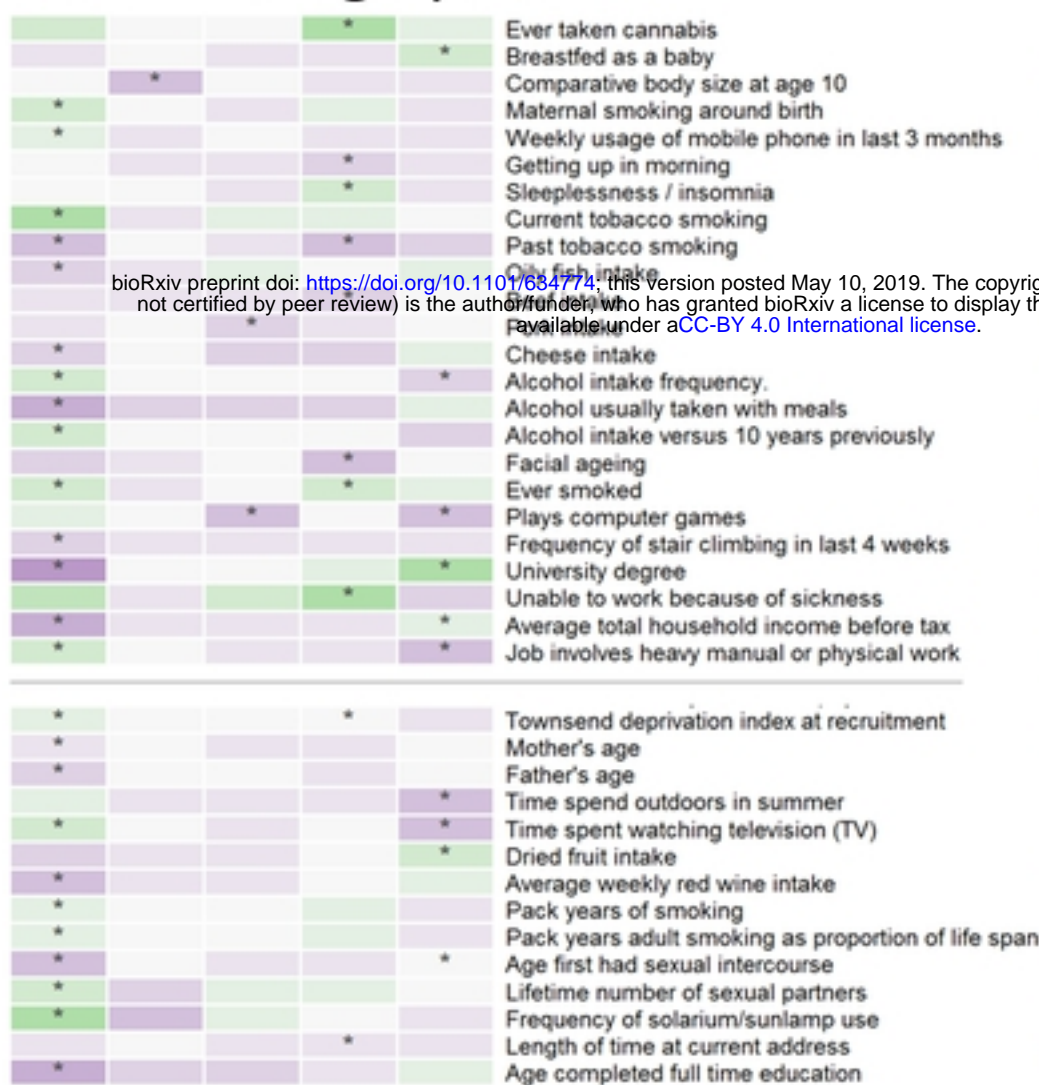 Ever taken cannabis
Breastfed as a baby
Comparative body size at age 10
Maternal smoking around birth
Weekly usage of mobile phone in last 3 months
Getting up in morning
Sleeplessness / insomnia
Current tobacco smoking
Past tobacco smoking
Oily fish intake
bioRxiv preprint doi: https://doi.org/10.1101/634774; this version posted May 10, 2019. The
Beef intake
not certified by peer review) is the author/funder, who has granted bioRxiv a license to display
Pork intake
available under aCC-BY 4.0 International license.
Cheese intake
Alcohol intake frequency.
Alcohol usually taken with meals
Alcohol intake versus 10 years previously
Facial ageing
Ever smoked
Plays computer games
Frequency of stair climbing in last 4 weeks
University degree
Unable to work because of sickness
Average total household income before tax
Job involves heavy manual or physical work
Townsend deprivation index at recruitment
Mother's age
Father's age
Time spend outdoors in summer
Time spent watching television (TV)
Dried fruit intake
Average weekly red wine intake
Pack years of smoking
Pack years adult smoking as proportion of life span
Age first had sexual intercourse
Lifetime number of sexual partners
Frequency of solarium/sunlamp use
Length of time at current address
Age completed full time education